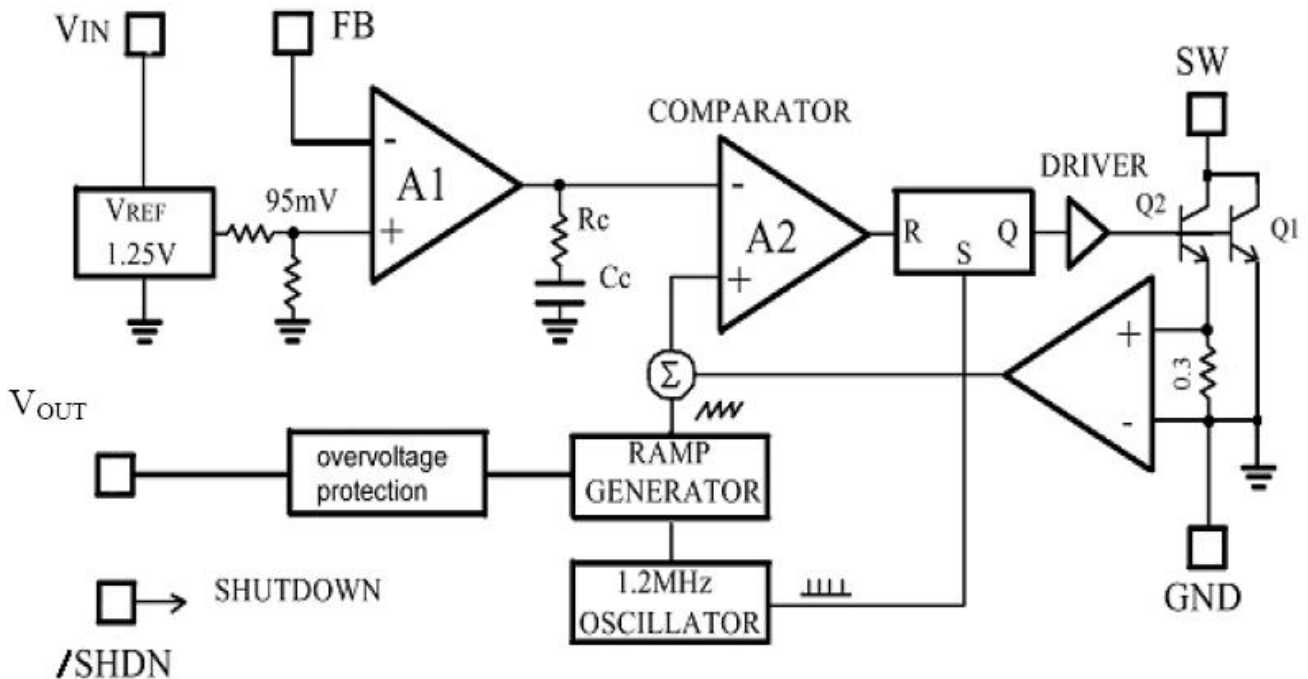 VIN
FB
SW
COMPARATOR
DRIVER
VREF
1.25V
95mV
-
A1
+
Rc
Cc
-
A2
+
R
S
Q
Q2
Q1
+
-
0.3
Σ
VOUT
overvoltage
protection
RAMP
GENERATOR
1.2MHz
OSCILLATOR
SHUTDOWN
/SHDN
GND